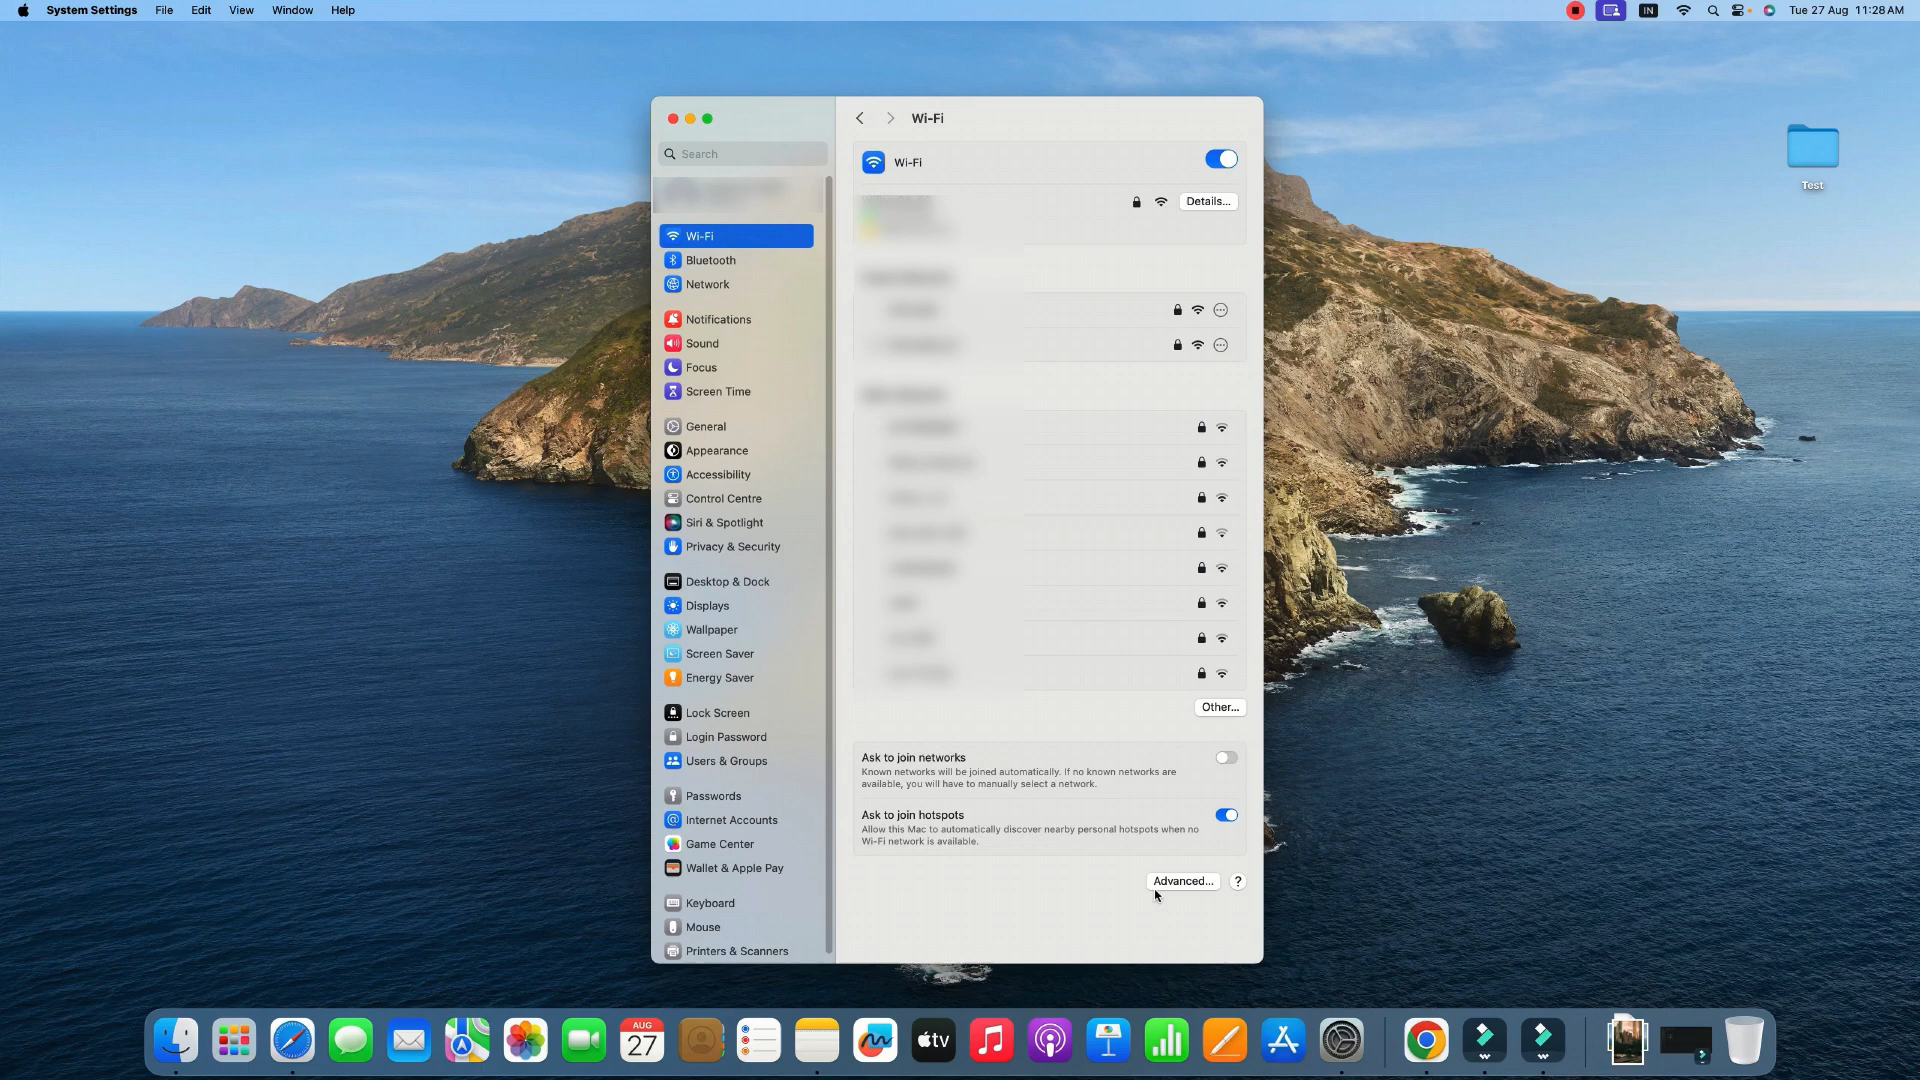 System Settings File Edit View Window Help
IN Tue 27 Aug 11:28 AM
Test
Wi-Fi
Search
Wi-Fi
Details...
Wi-Fi
Bluetooth
Network
Notifications
Sound
Focus
Screen Time
General
Appearance
Accessibility
Control Centre
Siri & Spotlight
Privacy & Security
Desktop & Dock
Displays
Wallpaper
Screen Saver
Energy Saver
Lock Screen
Login Password
Users & Groups
Passwords
Internet Accounts
Game Center
Wallet & Apple Pay
Keyboard
Mouse
Printers & Scanners
Other...
Ask to join networks
Known networks will be joined automatically. If no known networks are
available, you will have to manually select a network.
Ask to join hotspots
Allow this Mac to automatically discover nearby personal hotspots when no
Wi-Fi network is available.
Advanced... ?
AUG
27
tv